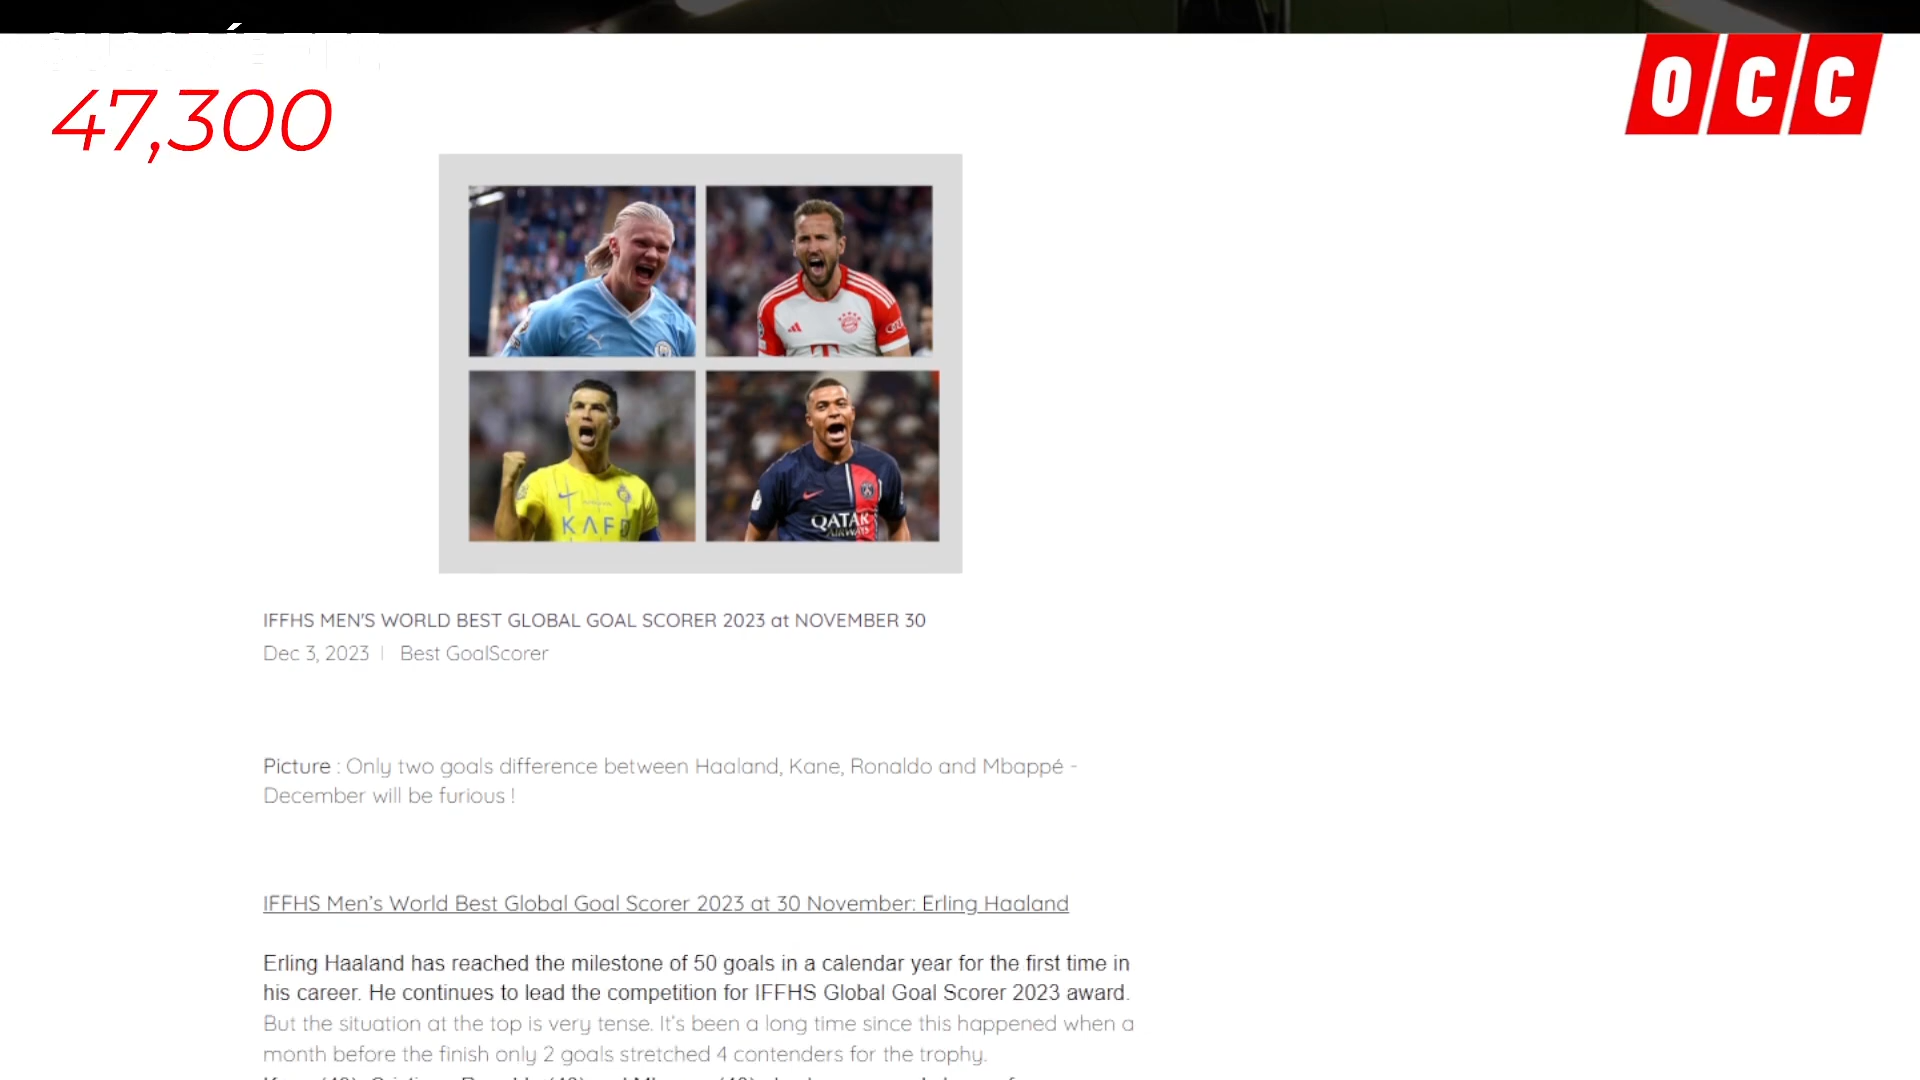 47,300
OCC
KAFD
QATAR
AIRWAYS
IFFHS MEN'S WORLD BEST GLOBAL GOAL SCORER 2023 at NOVEMBER 30
Dec 3, 2023 | Best GoalScorer
Picture : Only two goals difference between Haaland, Kane, Ronaldo and Mbappé -
December will be furious !
IFFHS Men’s World Best Global Goal Scorer 2023 at 30 November: Erling Haaland
Erling Haaland has reached the milestone of 50 goals in a calendar year for the first time in
his career. He continues to lead the competition for IFFHS Global Goal Scorer 2023 award.
But the situation at the top is very tense. It’s been a long time since this happened when a
month before the finish only 2 goals stretched 4 contenders for the trophy.